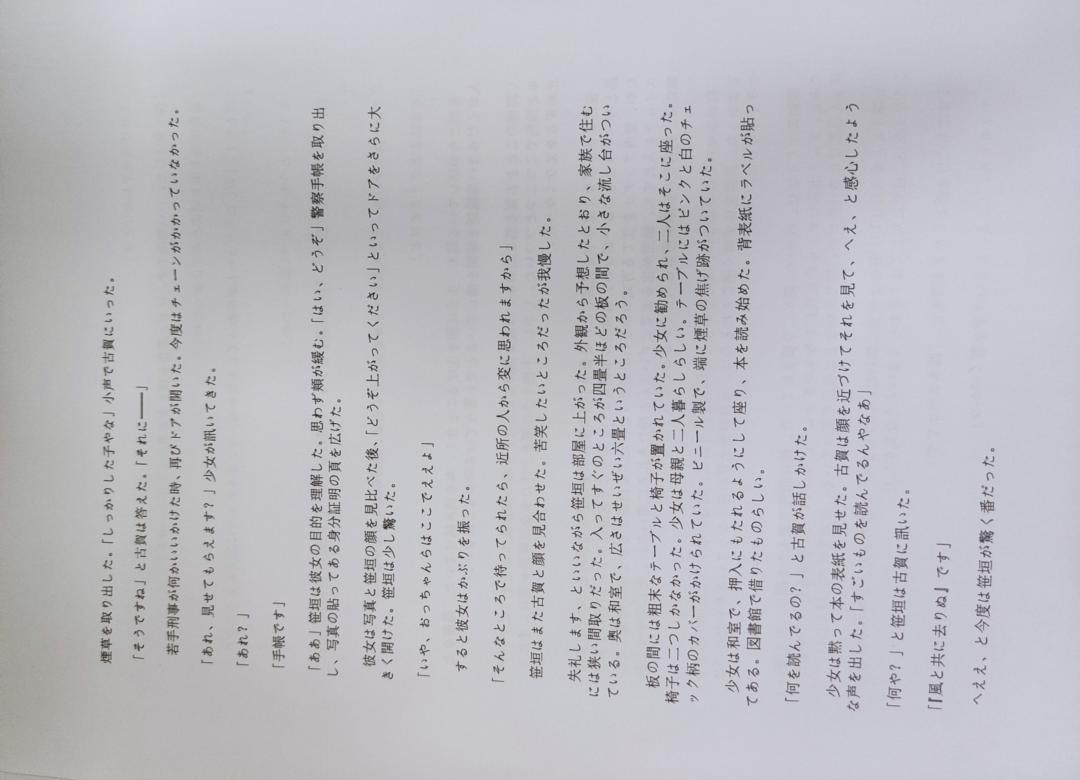 煙草を取り出した。「しっかりした子やな」小声で古賀にいった。
「そうですね」と古賀は答えた。「それに――」
若手刑事が何かいいかけた時、再びドアが開いた。今度はチェーンがかかっていなかった。
「あれ、見せてもらえます？」少女が訊いてきた。
「あれ？」
「手帳です」
「ああ」笹垣は彼女の目的を理解した。思わず頬が緩む。「はい、どうぞ」警察手帳を取り出
し、写真の貼ってある身分証明の頁を広げた。
彼女は写真と笹垣の顔を見比べた後、「どうぞ上がってください」といってドアをさらに大
きく開けた。笹垣は少し驚いた。
「いや、おっちゃんらはここでええよ」
すると彼女はかぶりを振った。
「そんなところで待ってられたら、近所の人から変に思われますから」
笹垣はまた古賀と顔を見合わせた。苦笑したいところだったが我慢した。
失礼します、といいながら笹垣は部屋に上がった。外観から予想したとおり、家族で住む
には狭い間取りだった。入ってすぐのところが四畳半ほどの板の間で、小さな流し台がつい
ている。奥は和室で、広さはせいぜい六畳というところだろう。
板の間には粗末なテーブルと椅子が置かれていた。少女に勧められ、二人はそこに座った。
椅子は二つしかなかった。少女は母親と二人暮らしらしい。テーブルにはピンクと白のチェ
ック柄のカバーがかけられていた。ビニール製で、端に煙草の焦げ跡がついていた。
少女は和室で、押入にもたれるようにして座り、本を読み始めた。背表紙にラベルが貼っ
てある。図書館で借りたものらしい。
「何を読んでるの？」と古賀が話しかけた。
少女は黙って本の表紙を見せた。古賀は顔を近づけてそれを見て、へえ、と感心したよう
な声を出した。「すごいものを読んでるんやなあ」
「何や？」と笹垣は古賀に訊いた。
「『風と共に去りぬ』です」
へええ、と今度は笹垣が驚く番だった。